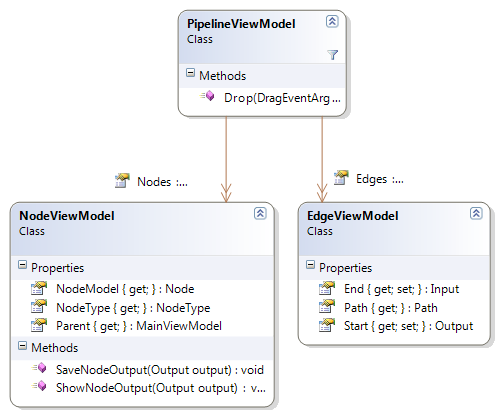 PipelineViewModel
Class
Methods
Drop(DragEventArg...
Nodes :...
Edges :...
NodeViewModel
Class
Properties
NodeModel { get; } : Node
NodeType { get; } : NodeType
Parent { get; } : MainViewModel
Methods
SaveNodeOutput(Output output) : void
ShowNodeOutput(Output output) : v...
EdgeViewModel
Class
Properties
End { get; set; } : Input
Path { get; } : Path
Start { get; set; } : Output